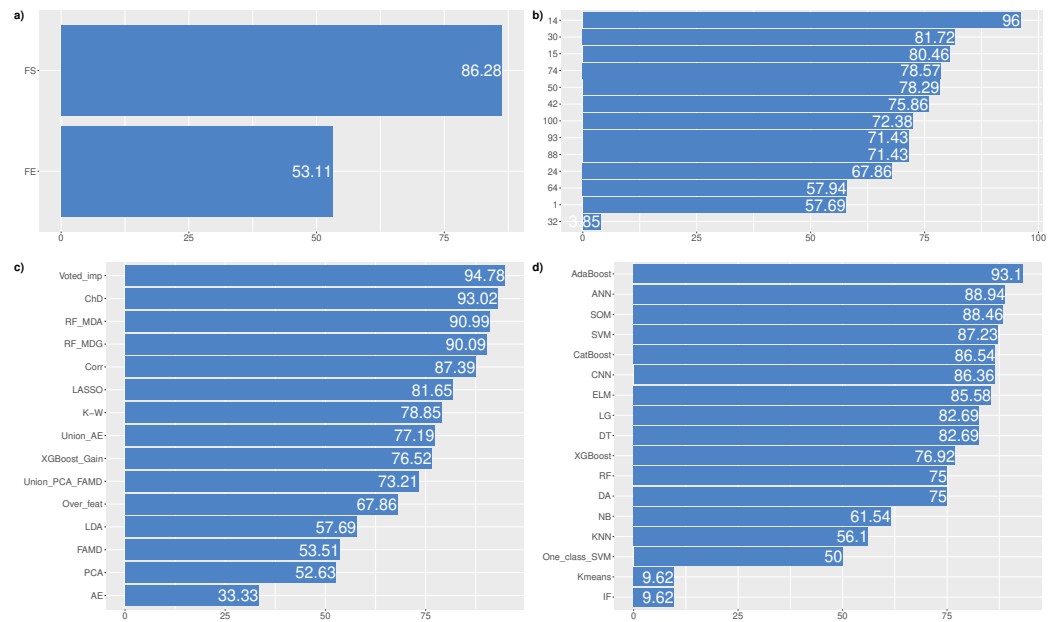 a)
FS
86.28
FE
53.11
0 25 50 75
b)
14 96
30 81.72
15 80.46
74 78.57
50 78.29
42 75.86
100 72.38
93 71.43
88 71.43
24 67.86
64 57.94
1 57.69
32 3.85
0 25 50 75 100
c)
Voted_imp 94.78
ChD 93.02
RF_MDA 90.99
RF_MDG 90.09
Corr 87.39
LASSO 81.65
K−W 78.85
Union_AE 77.19
XGBoost_Gain 76.52
Union_PCA_FAMD 73.21
Over_feat 67.86
LDA 57.69
FAMD 53.51
PCA 52.63
AE 33.33
0 25 50 75
d)
AdaBoost 93.1
ANN 88.94
SOM 88.46
SVM 87.23
CatBoost 86.54
CNN 86.36
ELM 85.58
LG 82.69
DT 82.69
XGBoost 76.92
RF 75
DA 75
NB 61.54
KNN 56.1
One_class_SVM 50
Kmeans 9.62
IF 9.62
0 25 50 75